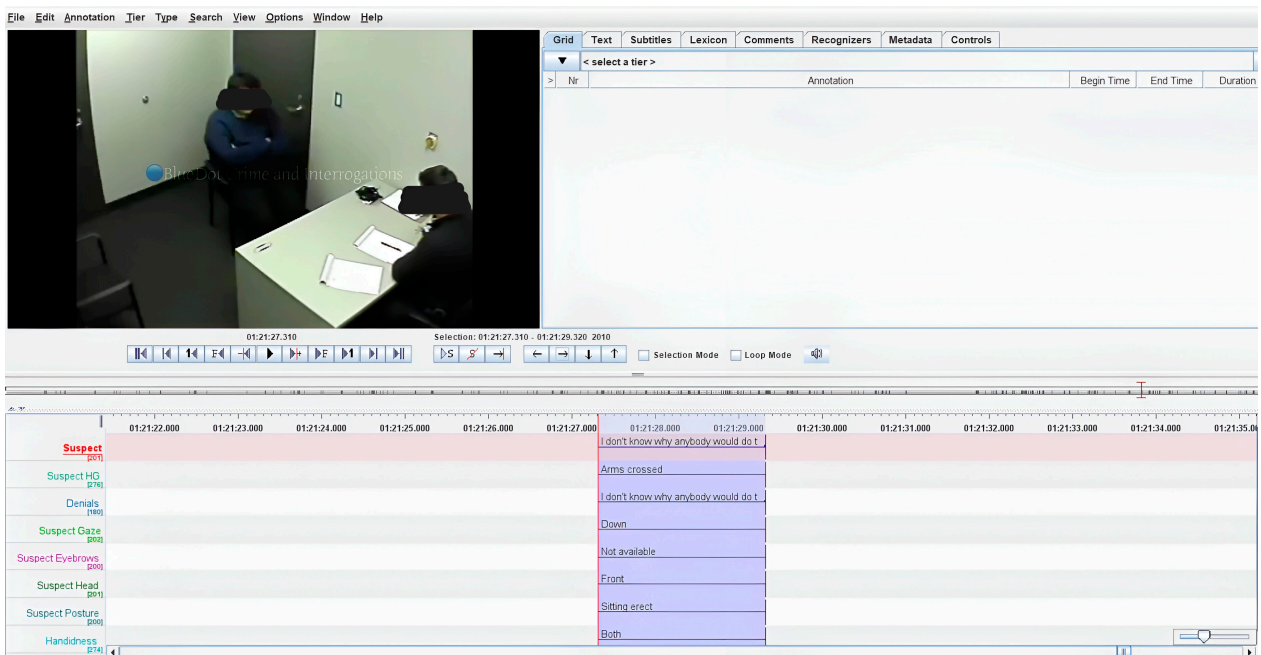 File Edit Annotation Tier Type Search View Options Window Help
Grid Text Subtitles Lexicon Comments Recognizers Metadata Controls
< select a tier >
> Nr Annotation Begin Time End Time Duration
BlueDot Crime and Interrogations
01:21:27.310 Selection: 01:21:27.310 - 01:21:29.320 2010
1 F F 1 S S Selection Mode Loop Mode
01:21:22.000 01:21:23.000 01:21:24.000 01:21:25.000 01:21:26.000 01:21:27.000 01:21:28.000 01:21:29.000 01:21:30.000 01:21:31.000 01:21:32.000 01:21:33.000 01:21:34.000 01:21:35.0
Suspect I don't know why anybody would do t
[201]
Suspect HG Arms crossed
[276]
Denials I don't know why anybody would do t
[180]
Suspect Gaze Down
[202]
Suspect Eyebrows Not available
[200]
Suspect Head Front
[201]
Suspect Posture Sitting erect
[200]
Handidness Both
[274]